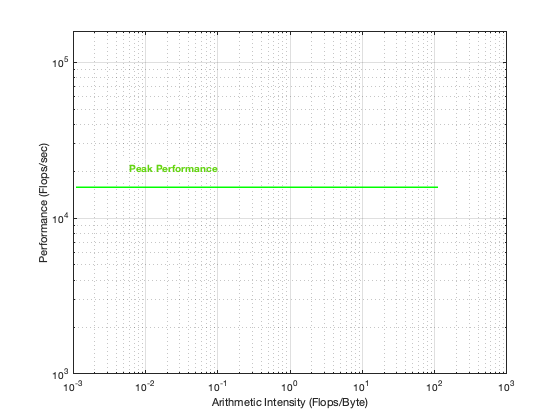 10^5
Peak Performance
10^4
10^3
Performance (Flops/sec)
10^-3 10^-2 10^-1 10^0 10^1 10^2 10^3
Arithmetic Intensity (Flops/Byte)